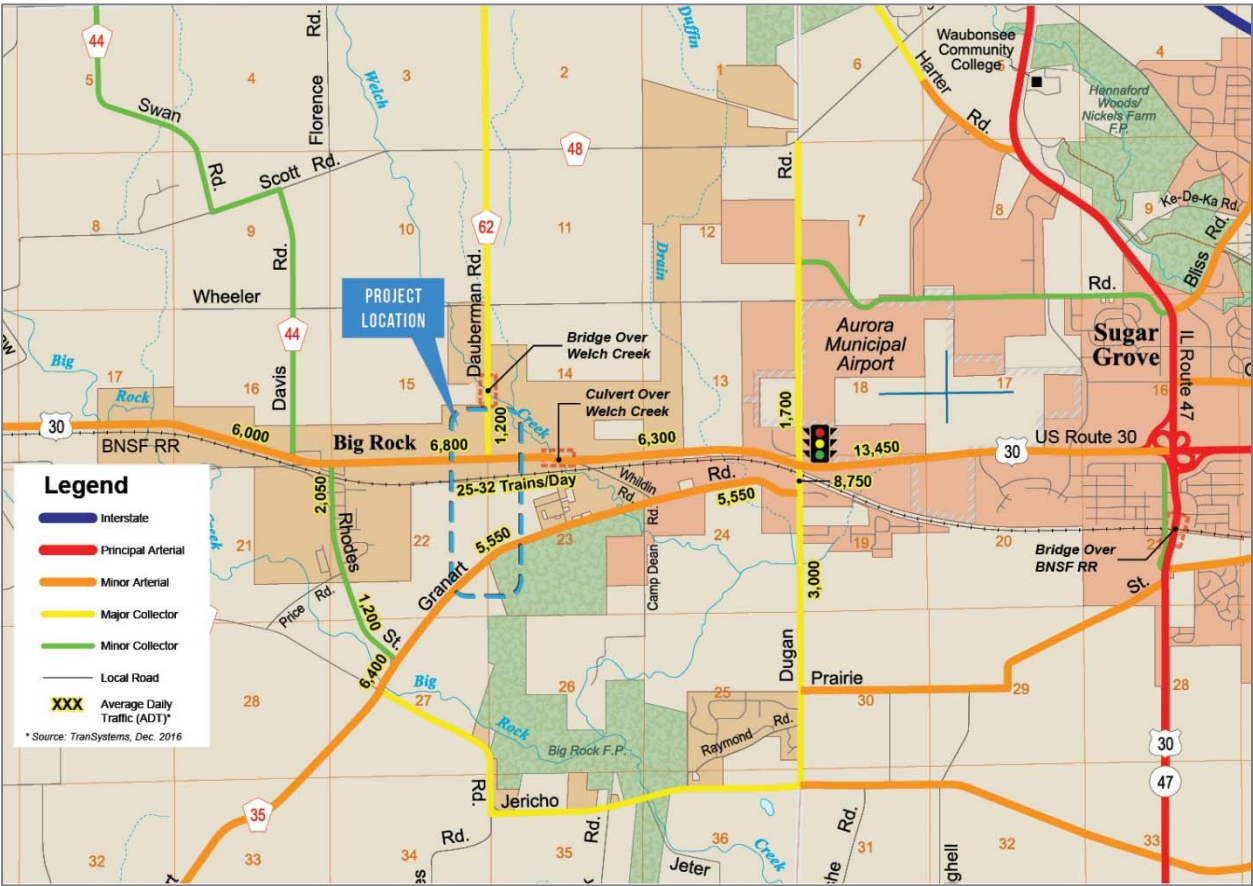 44
Rd.
Florence
Welch
3
62
2
Duffin
1
6
Harter
Rd.
Waubonsee
Community
College
5
4
Hannaford
Woods/
Nickels Farm
F.P.
5
4
Swan
Rd.
Scott Rd.
48
Rd.
8
9
10
11
12
7
8
9
Ke-De-Ka Rd.
Bliss
Rd.
Rd.
Drain
Wheeler
PROJECT
LOCATION
Dauberman Rd.
Bridge Over
Welch Creek
Aurora
Municipal
Airport
Rd.
Sugar
Grove
IL Route 47
Big
Rock
17
16
44
Davis
15
14
13
18
17
16
Culvert Over
Welch Creek
Creek
1,200
1,700
30
BNSF RR
6,000
Big Rock
6,800
6,300
13,450
30
US Route 30
25-32 Trains/Day
Whildin
Rd.
Rd.
5,550
8,750
Legend
Interstate
Principal Arterial
Minor Arterial
Major Collector
Minor Collector
Local Road
XXX
Average Daily
Traffic (ADT)*
* Source: TranSystems, Dec. 2016
2,050
Rhodes
Creek
21
22
5,550
23
24
19
20
21
Granart
Camp Dean
Rd.
Bridge Over
BNSF RR
Price Rd.
1,200
St.
6,400
3,000
Dugan
St.
28
27
Big
Rock
26
25
Prairie
30
29
28
Big Rock F.P.
Raymond
Rd.
30
47
35
Rd.
Jericho
32
33
34
Rd.
35
Rd.
36
Jeter
Creek
31
Rd.
32
33